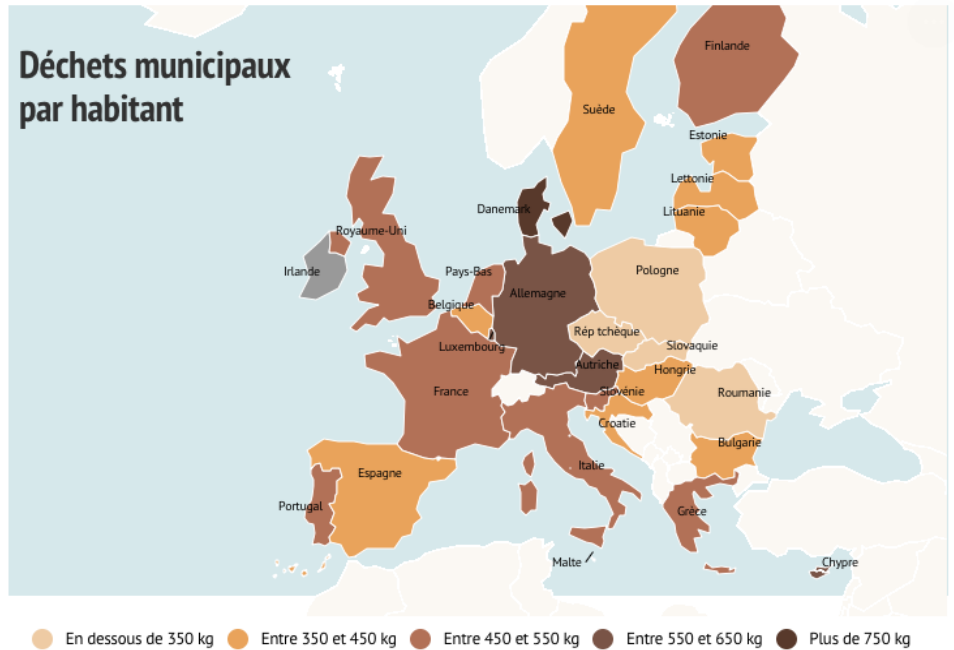 Déchets municipaux
par habitant
Finlande
Suède
Estonie
Lettonie
Lituanie
Danemark
Royaume-Uni
Irlande
Pays-Bas
Pologne
Allemagne
Belgique
Rép tchèque
Luxembourg
Slovaquie
Autriche
Hongrie
France
Slovénie
Roumanie
Croatie
Bulgarie
Italie
Espagne
Portugal
Grèce
Malte
Chypre
En dessous de 350 kg
Entre 350 et 450 kg
Entre 450 et 550 kg
Entre 550 et 650 kg
Plus de 750 kg